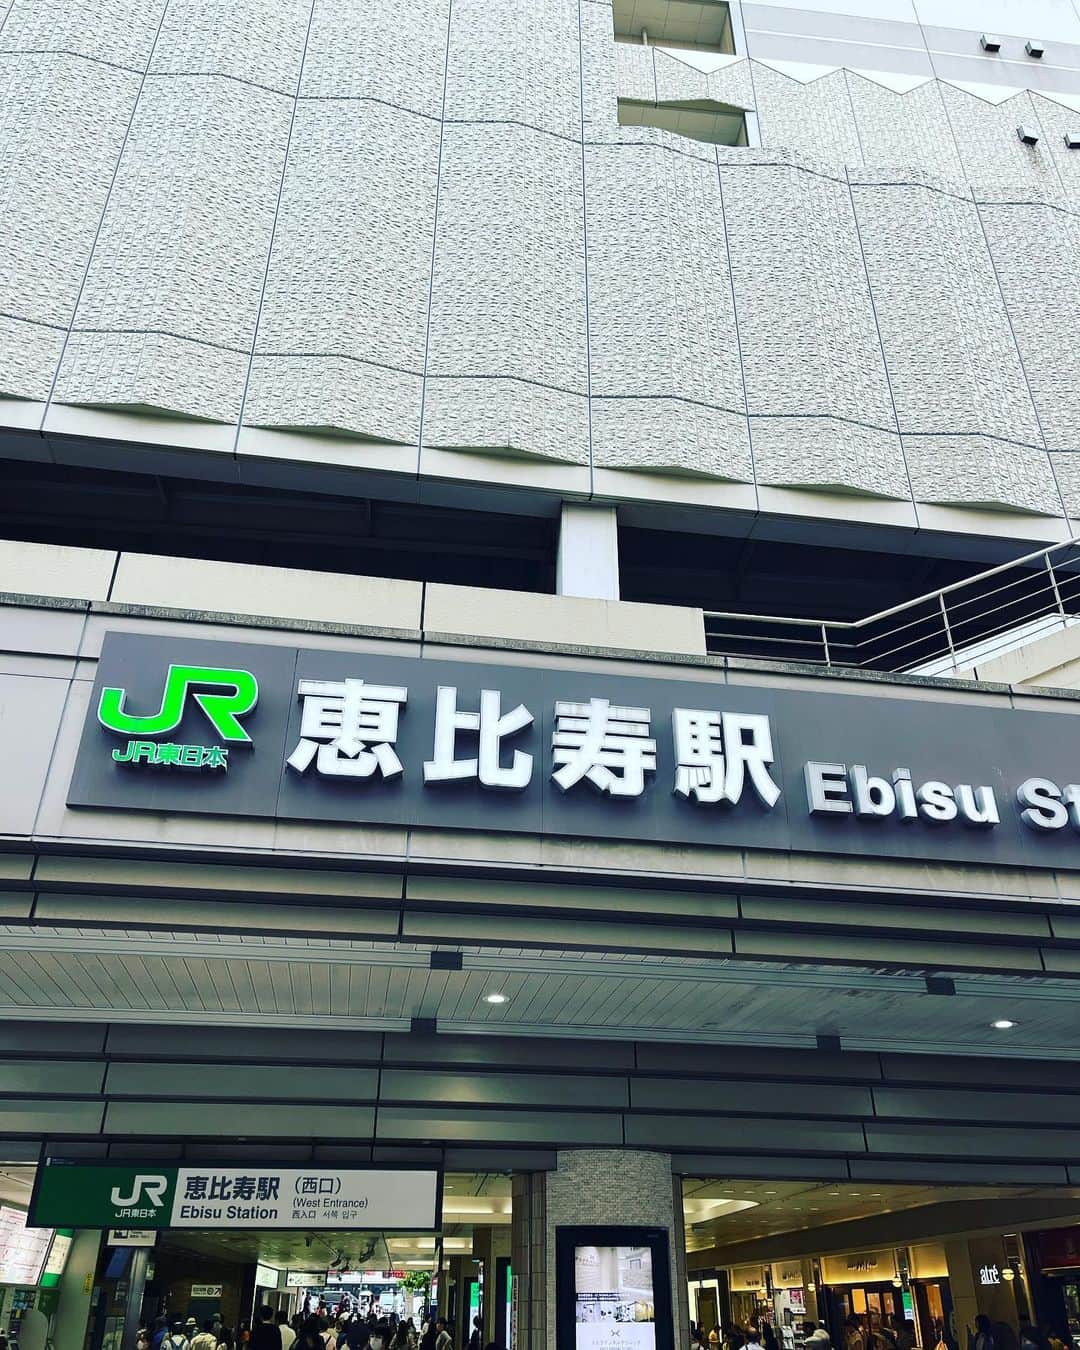 JR
JR東日本
恵比寿駅 Ebisu St
JR
JR東日本
恵比寿駅 (西口)
Ebisu Station (West Entrance)
西入口 서쪽 입구
atré